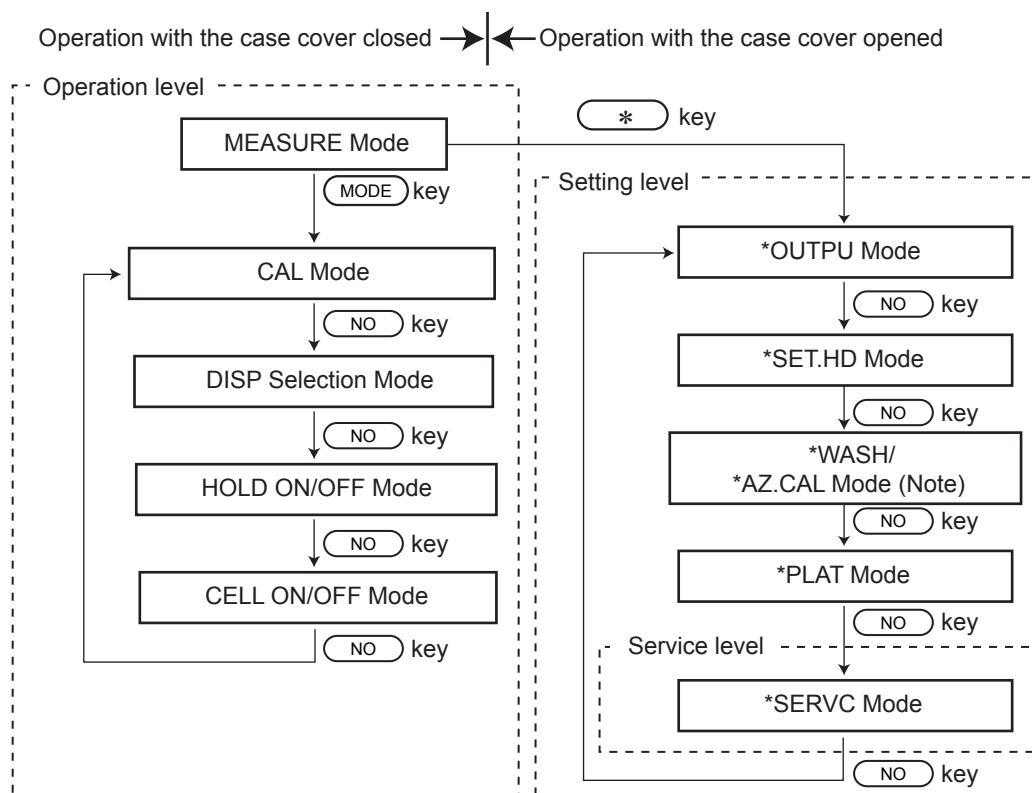 Operation with the case cover closed
Operation with the case cover opened
Operation level
MEASURE Mode
MODE key
CAL Mode
NO key
DISP Selection Mode
NO key
HOLD ON/OFF Mode
NO key
CELL ON/OFF Mode
NO key
* key
Setting level
*OUTPU Mode
NO key
*SET.HD Mode
NO key
*WASH/
*AZ.CAL Mode (Note)
NO key
*PLAT Mode
NO key
Service level
*SERVC Mode
NO key